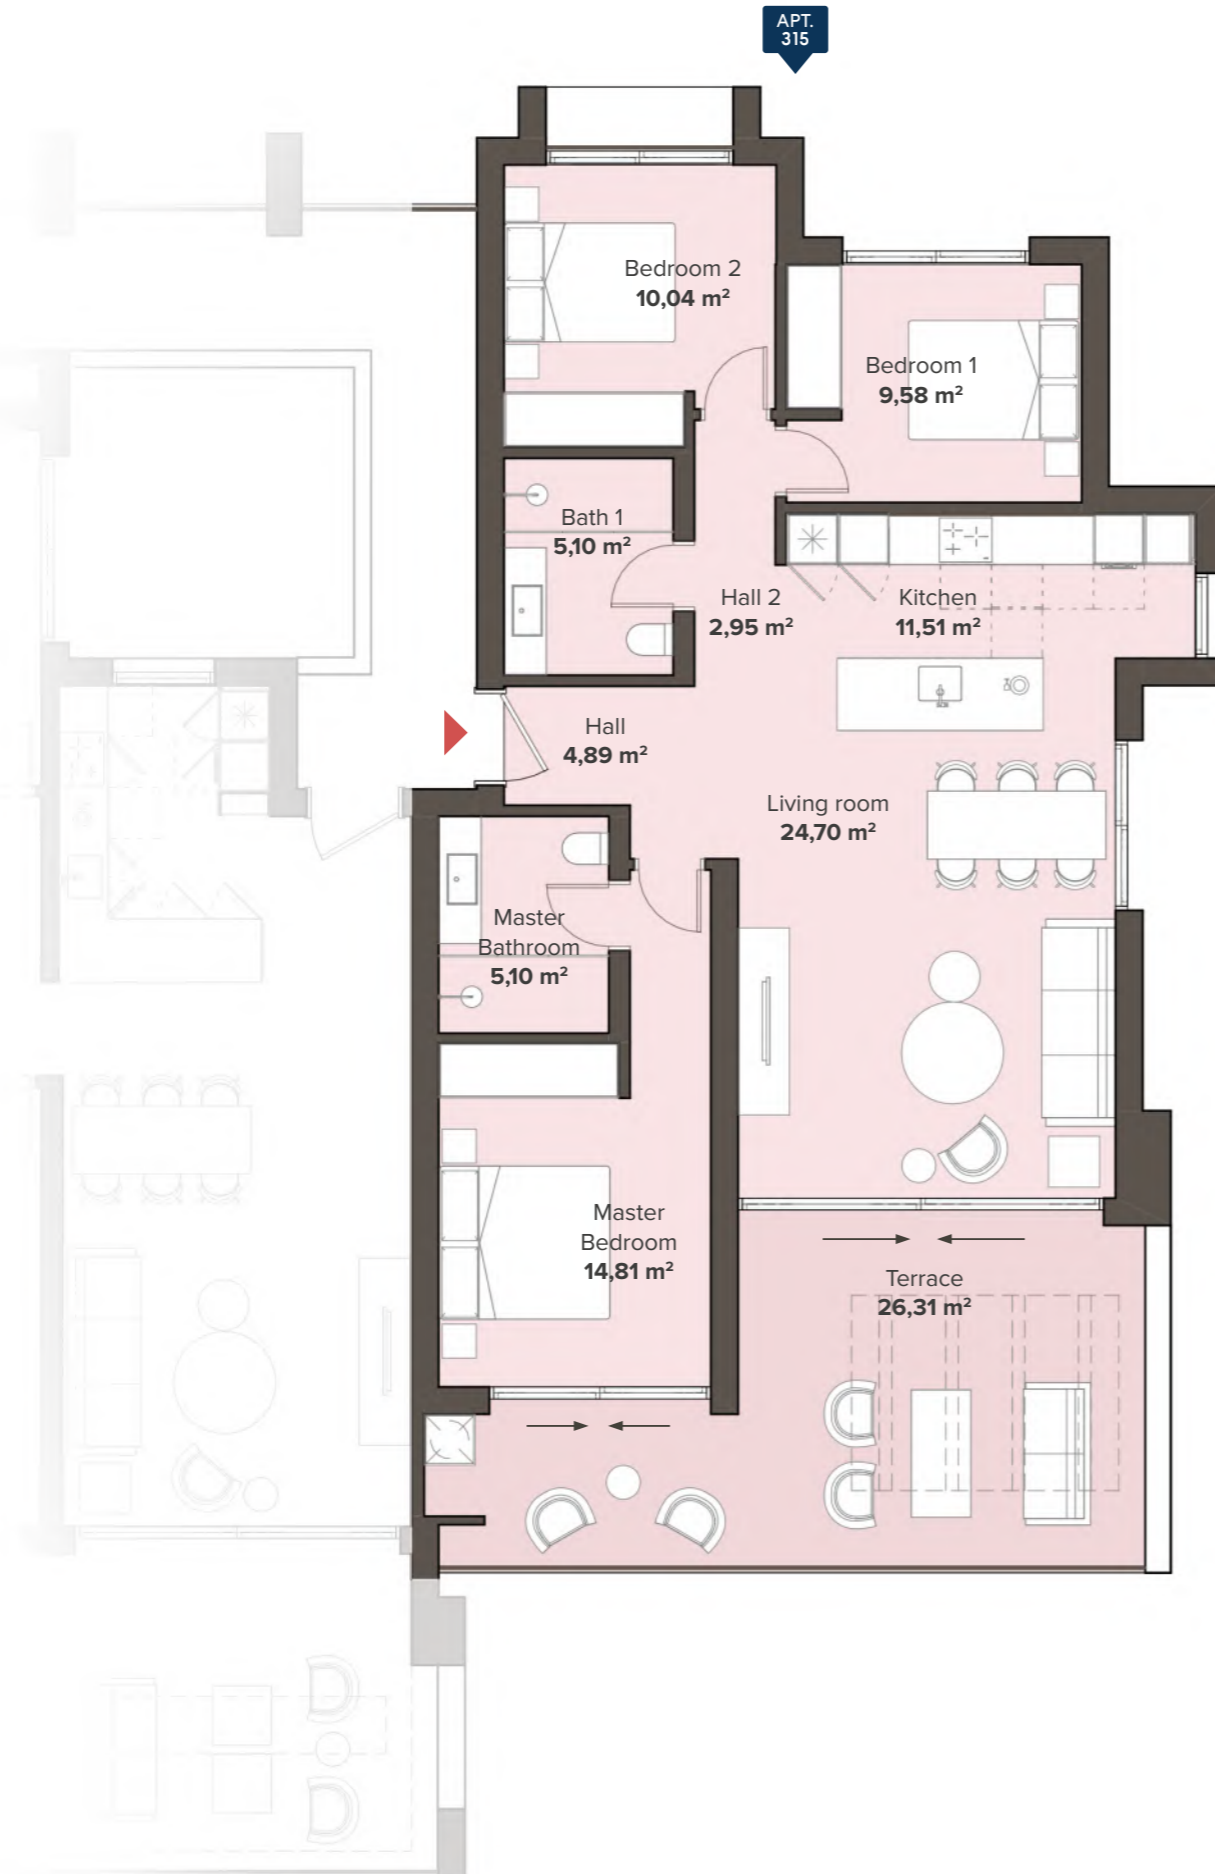 APT.
315
Bedroom 2
10,04 m²
Bedroom 1
9,58 m²
Bath 1
5,10 m²
Hall 2
2,95 m²
Kitchen
11,51 m²
Hall
4,89 m²
Living room
24,70 m²
Master
Bathroom
5,10 m²
Master
Bedroom
14,81 m²
Terrace
26,31 m²